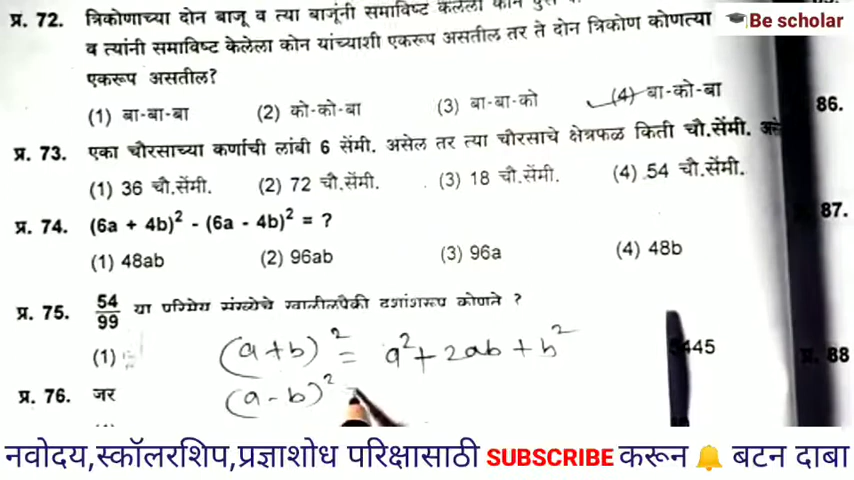 प्र. 72. त्रिकोणाच्या दोन बाजू व त्या बाजूंनी समाविष्ट केलेला कोन
व त्यांनी समाविष्ट केलेला कोन यांच्याशी एकरूप असतील तर ते दोन त्रिकोण कोणत्या
एकरूप असतील?
(1) बा-बा-बा (2) को-को-बा (3) बा-बा-को (4) बा-को-बा
प्र. 73. एका चौरसाच्या कर्णाची लांबी 6 सेंमी. असेल तर त्या चौरसाचे क्षेत्रफळ किती चौ.सेंमी.
(1) 36 चौ.सेंमी. (2) 72 चौ.सेंमी. (3) 18 चौ.सेंमी. (4) 54 चौ.सेंमी.
प्र. 74. (6a + 4b)² - (6a - 4b)² = ?
(1) 48ab (2) 96ab (3) 96a (4) 48b
प्र. 75. 54/99 या परिमेय संख्येचे खालीलपैकी दशांशरूप कोणते ?
(1)
(a+b)² = a² + 2ab + b²
445
प्र. 76. जर
(a-b)²
Be scholar
86.
87.
88
नवोदय,स्कॉलरशिप,प्रज्ञाशोध परिक्षासाठी SUBSCRIBE करून 🔔 बटन दाबा